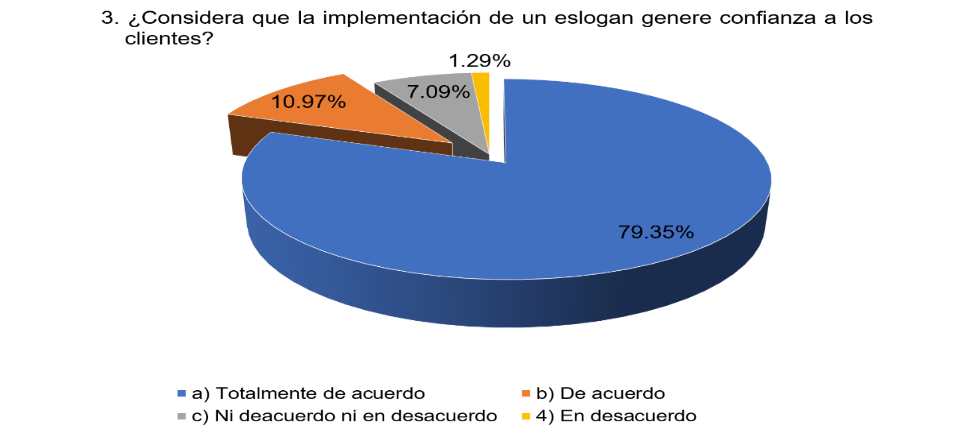 3. ¿Considera que la implementación de un eslogan genere confianza a los
clientes?
1.29%
7.09%
10.97%
79.35%
a) Totalmente de acuerdo
b) De acuerdo
c) Ni deacuerdo ni en desacuerdo
4) En desacuerdo